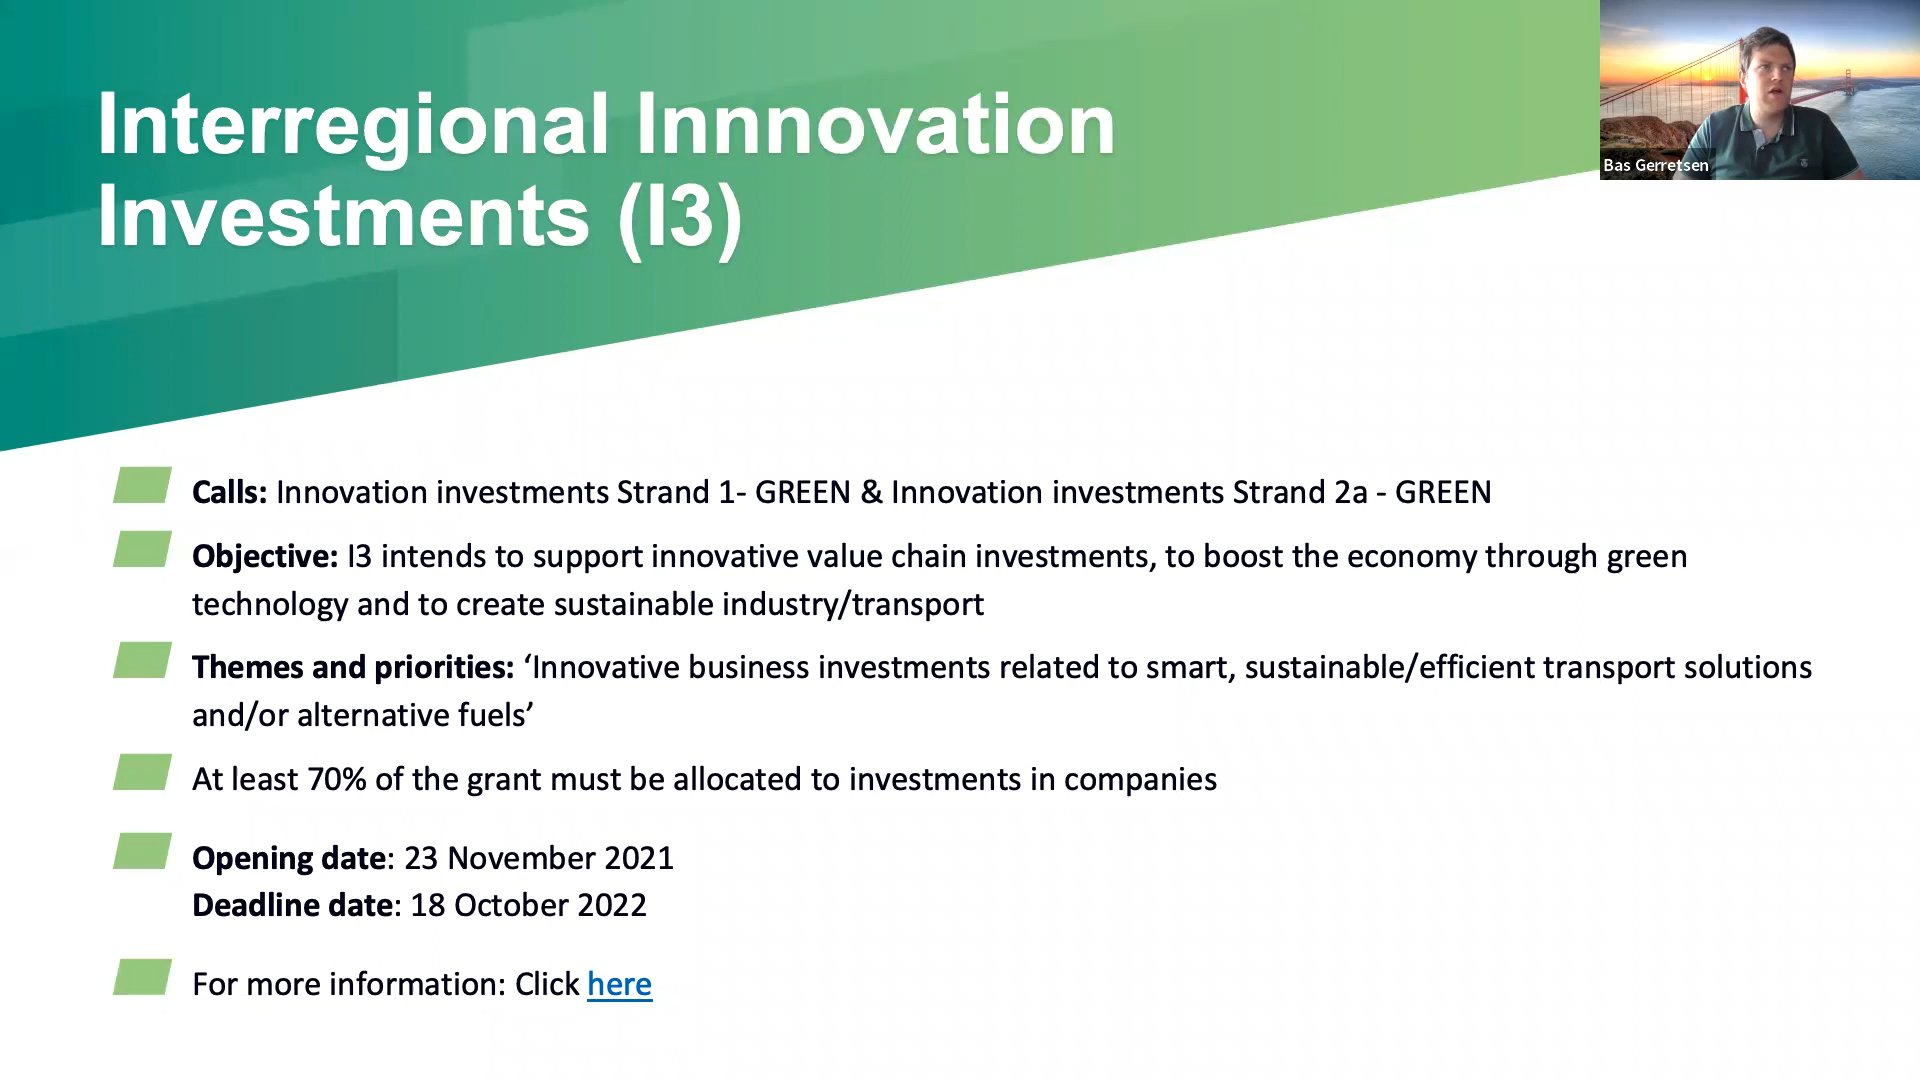 Interregional Innnovation
Investments (I3)
Bas Gerretsen
Calls: Innovation investments Strand 1- GREEN & Innovation investments Strand 2a - GREEN
Objective: I3 intends to support innovative value chain investments, to boost the economy through green
technology and to create sustainable industry/transport
Themes and priorities: ‘Innovative business investments related to smart, sustainable/efficient transport solutions
and/or alternative fuels’
At least 70% of the grant must be allocated to investments in companies
Opening date: 23 November 2021
Deadline date: 18 October 2022
For more information: Click here